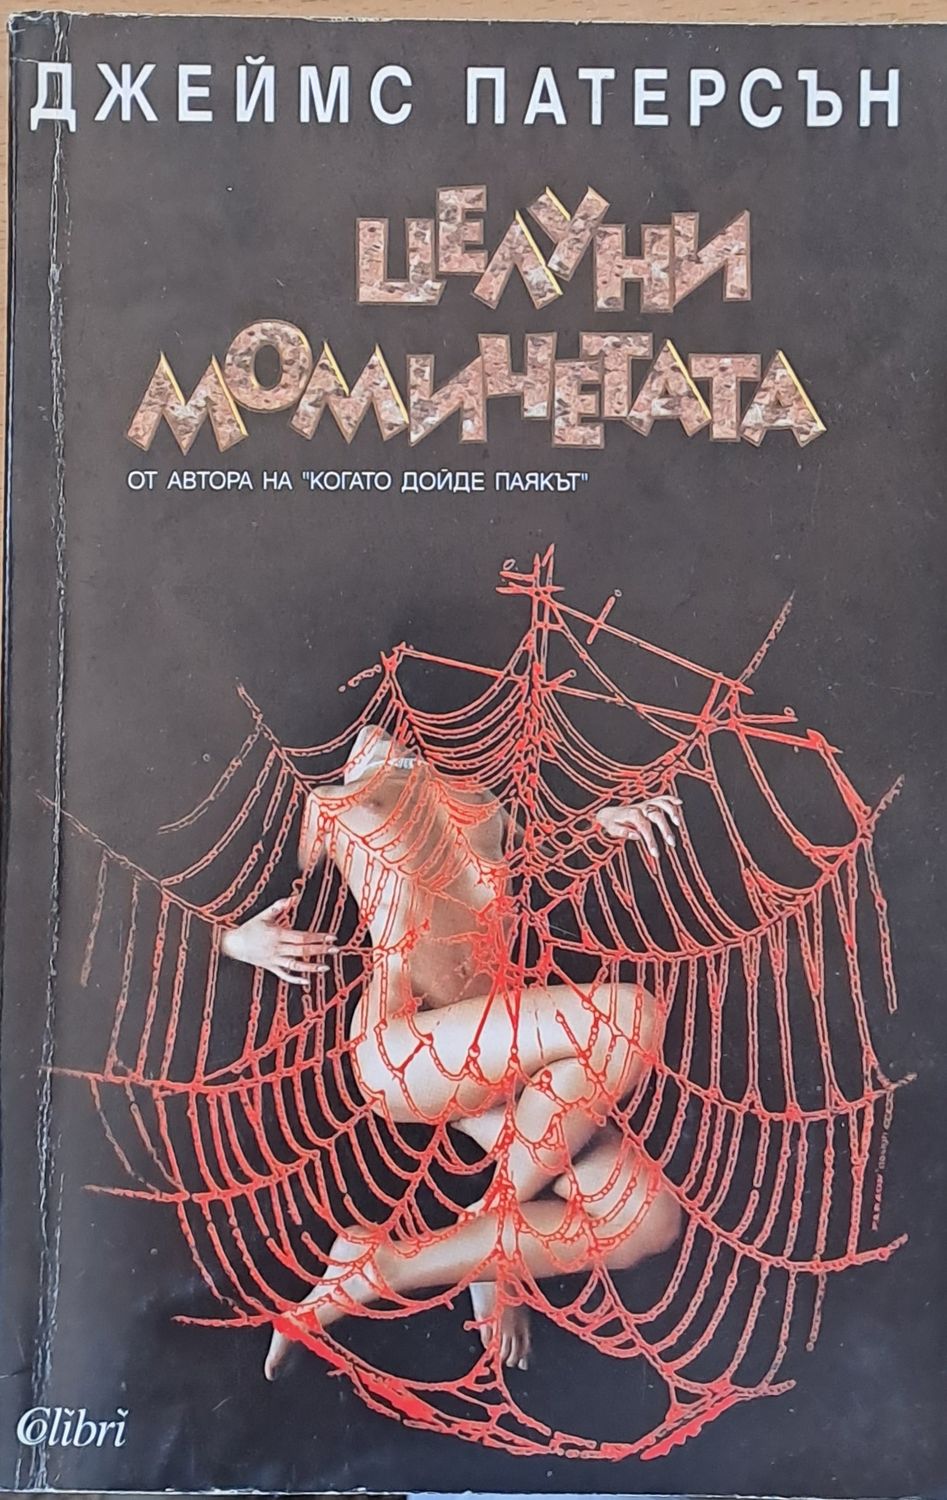 ДЖЕЙМС ПАТЕРСЪН
ЦЕЛУНИ
МОМИЧЕТАТА
ОТ АВТОРА НА "КОГАТО ДОЙДЕ ПАЯКЪТ"
Colibri